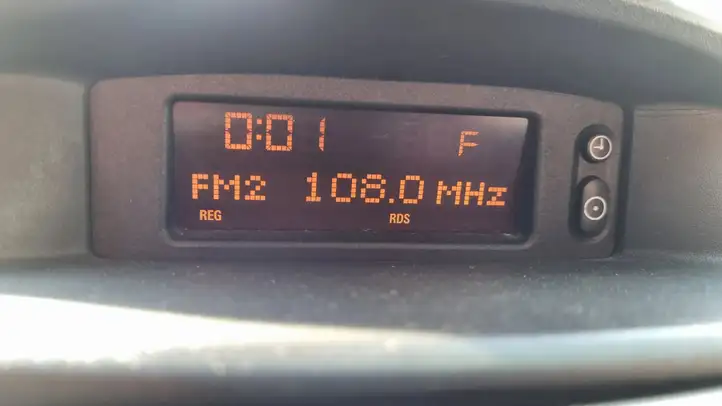 0:01 F
FM2 108.0 MHz
REG RDS